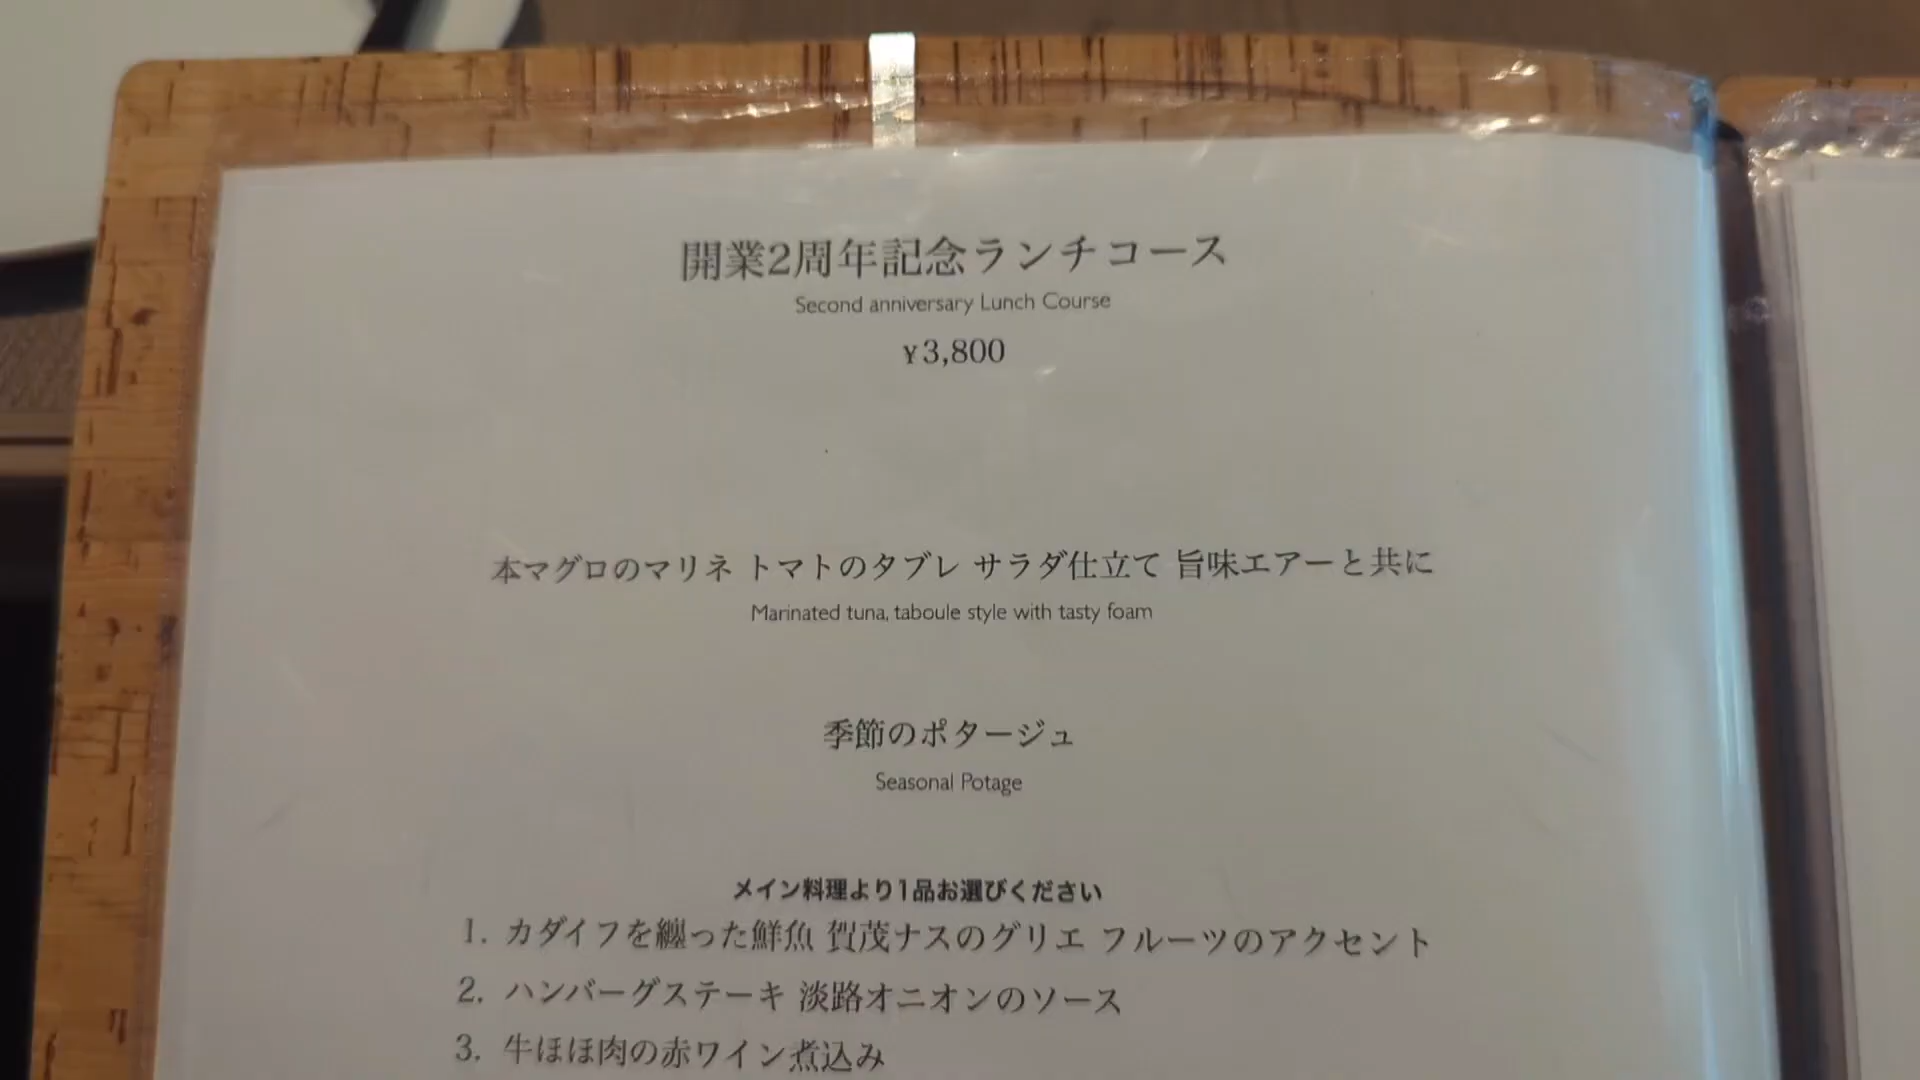 開業2周年記念ランチコース
Second anniversary Lunch Course
¥3,800
本マグロのマリネ トマトのタブレ サラダ仕立て 旨味エアーと共に
Marinated tuna, taboule style with tasty foam
季節のポタージュ
Seasonal Potage
メイン料理より1品お選びください
1. カダイフを纏った鮮魚 賀茂ナスのグリエ フルーツのアクセント
2. ハンバーグステーキ 淡路オニオンのソース
3. 牛ほほ肉の赤ワイン煮込み